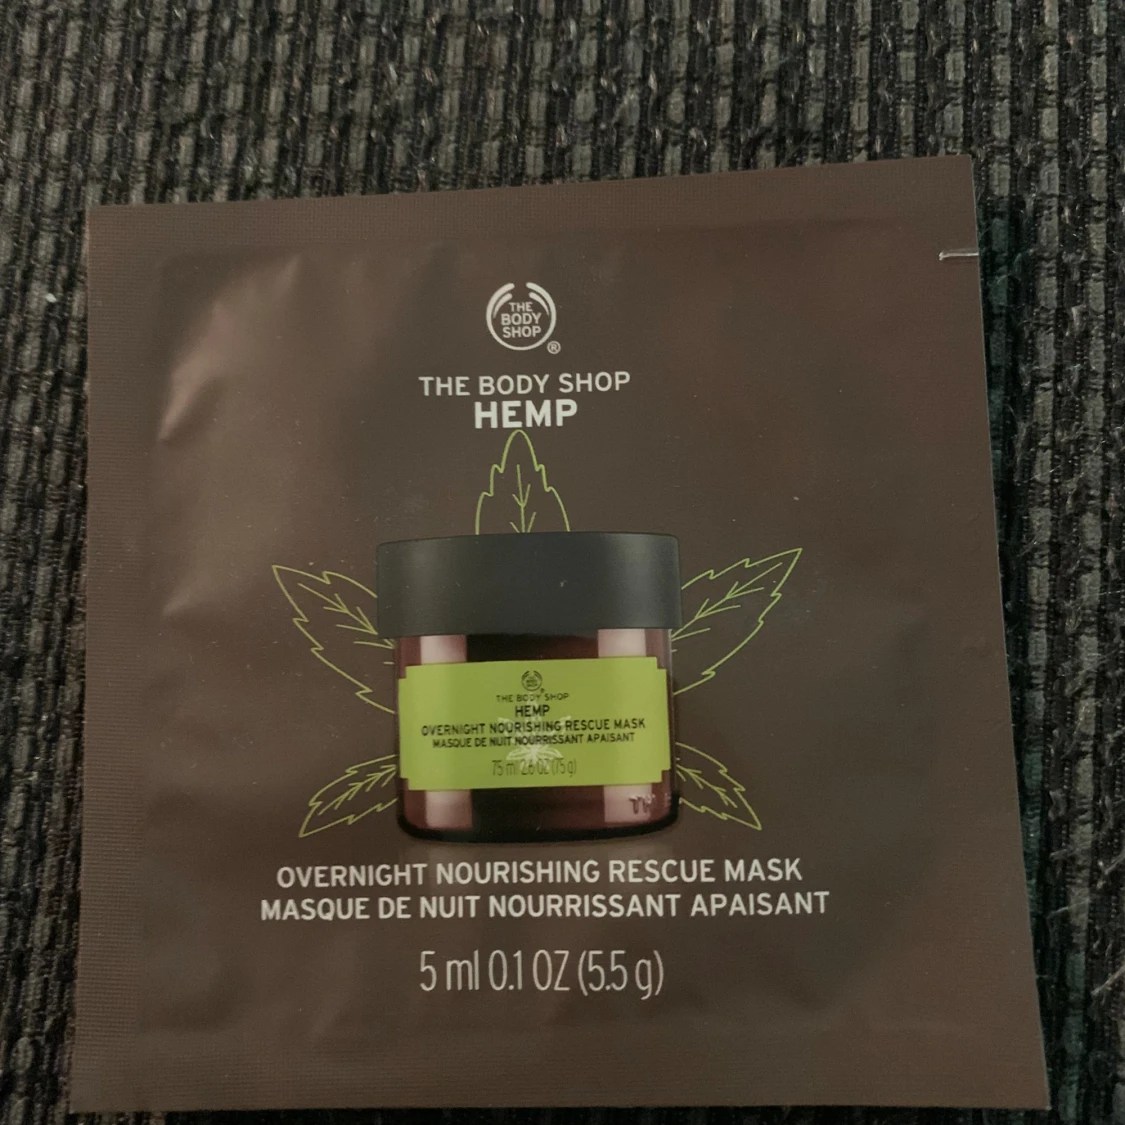 THE
BODY
SHOP
®
THE BODY SHOP
HEMP
THE BODY SHOP
HEMP
OVERNIGHT NOURISHING RESCUE MASK
MASQUE DE NUIT NOURRISSANT APAISANT
75 ml 2.6 OZ (75 g)
OVERNIGHT NOURISHING RESCUE MASK
MASQUE DE NUIT NOURRISSANT APAISANT
5 ml 0.1 OZ (5.5 g)